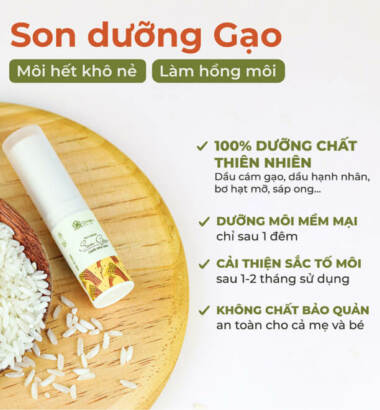 Son dưỡng Gạo
Môi hết khô nẻ
Làm hồng môi
100% DƯỠNG CHẤT
THIÊN NHIÊN
Dầu cám gạo, dầu hạnh nhân,
bơ hạt mỡ, sáp ong...
DƯỠNG MÔI MỀM MẠI
chỉ sau 1 đêm
CẢI THIỆN SẮC TỐ MÔI
sau 1-2 tháng sử dụng
KHÔNG CHẤT BẢO QUẢN
an toàn cho cả mẹ và bé